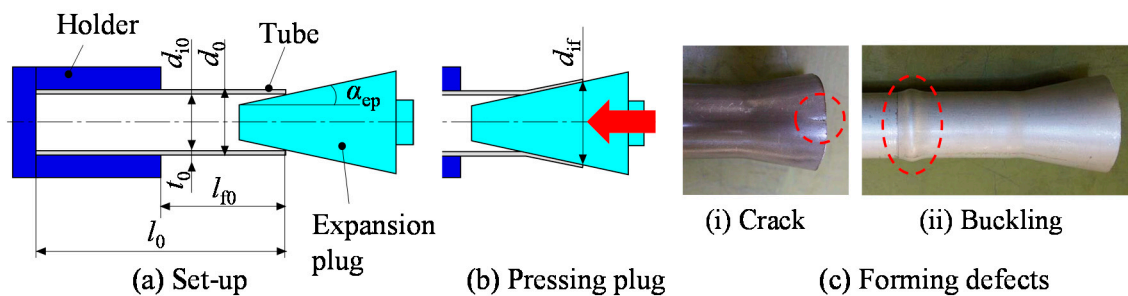 Holder
Tube
d_i0
d_0
d_if
α_ep
t_0
l_f0
l_0
Expansion
plug
(i) Crack
(ii) Buckling
(a) Set-up
(b) Pressing plug
(c) Forming defects